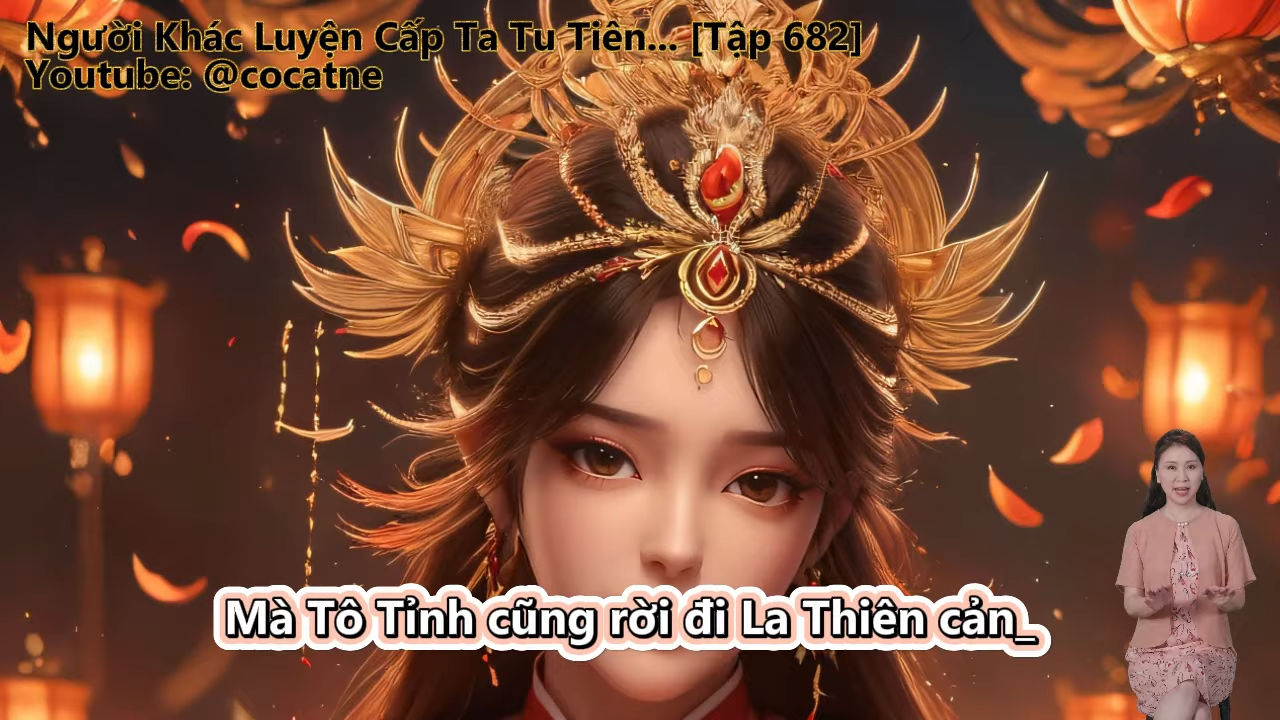 Người Khác Luyện Cấp Ta Tu Tiên... [Tập 682]
Youtube: @cocatne
Mà Tô Tỉnh cũng rời đi La Thiên cản_